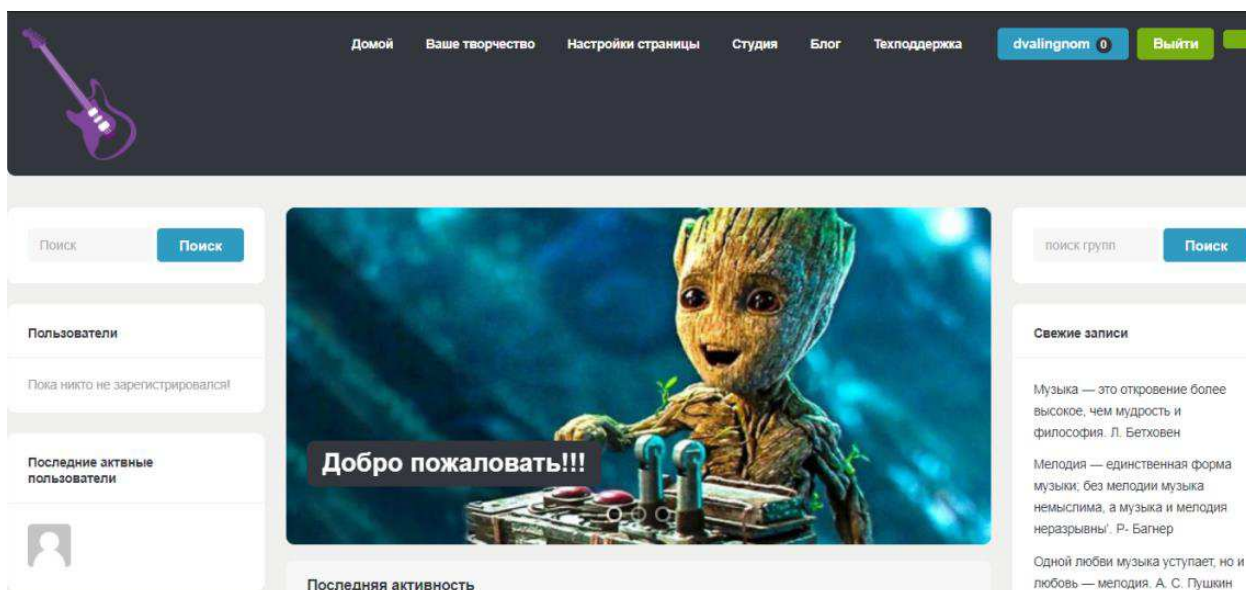 Домой Ваше творчество Настройки страницы Студия Блог Техподдержка dvalingnom 0 Выйти
Поиск Поиск
Пользователи
Пока никто не зарегистрировался!
Последние актвные
пользователи
Добро пожаловать!!!
Последняя активность
поиск групп Поиск
Свежие записи
Музыка — это откровение более
высокое, чем мудрость и
философия. Л. Бетховен
Мелодия — единственная форма
музыки; без мелодии музыка
немыслима, а музыка и мелодия
неразрывны'. Р- Вагнер
Одной любви музыка уступает, но и
любовь — мелодия. А. С. Пушкин